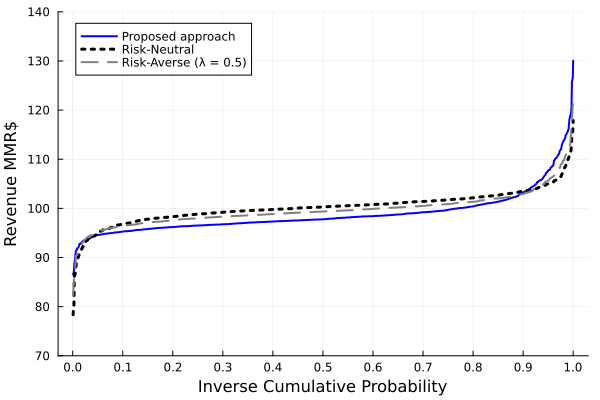 140
130
120
110
100
90
80
70
Revenue MMR$
Proposed approach
Risk-Neutral
Risk-Averse (λ = 0.5)
0.0 0.1 0.2 0.3 0.4 0.5 0.6 0.7 0.8 0.9 1.0
Inverse Cumulative Probability